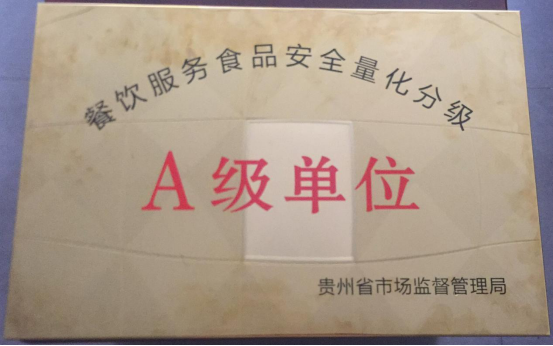 餐饮服务食品安全量化分级
A级单位
贵州省市场监督管理局